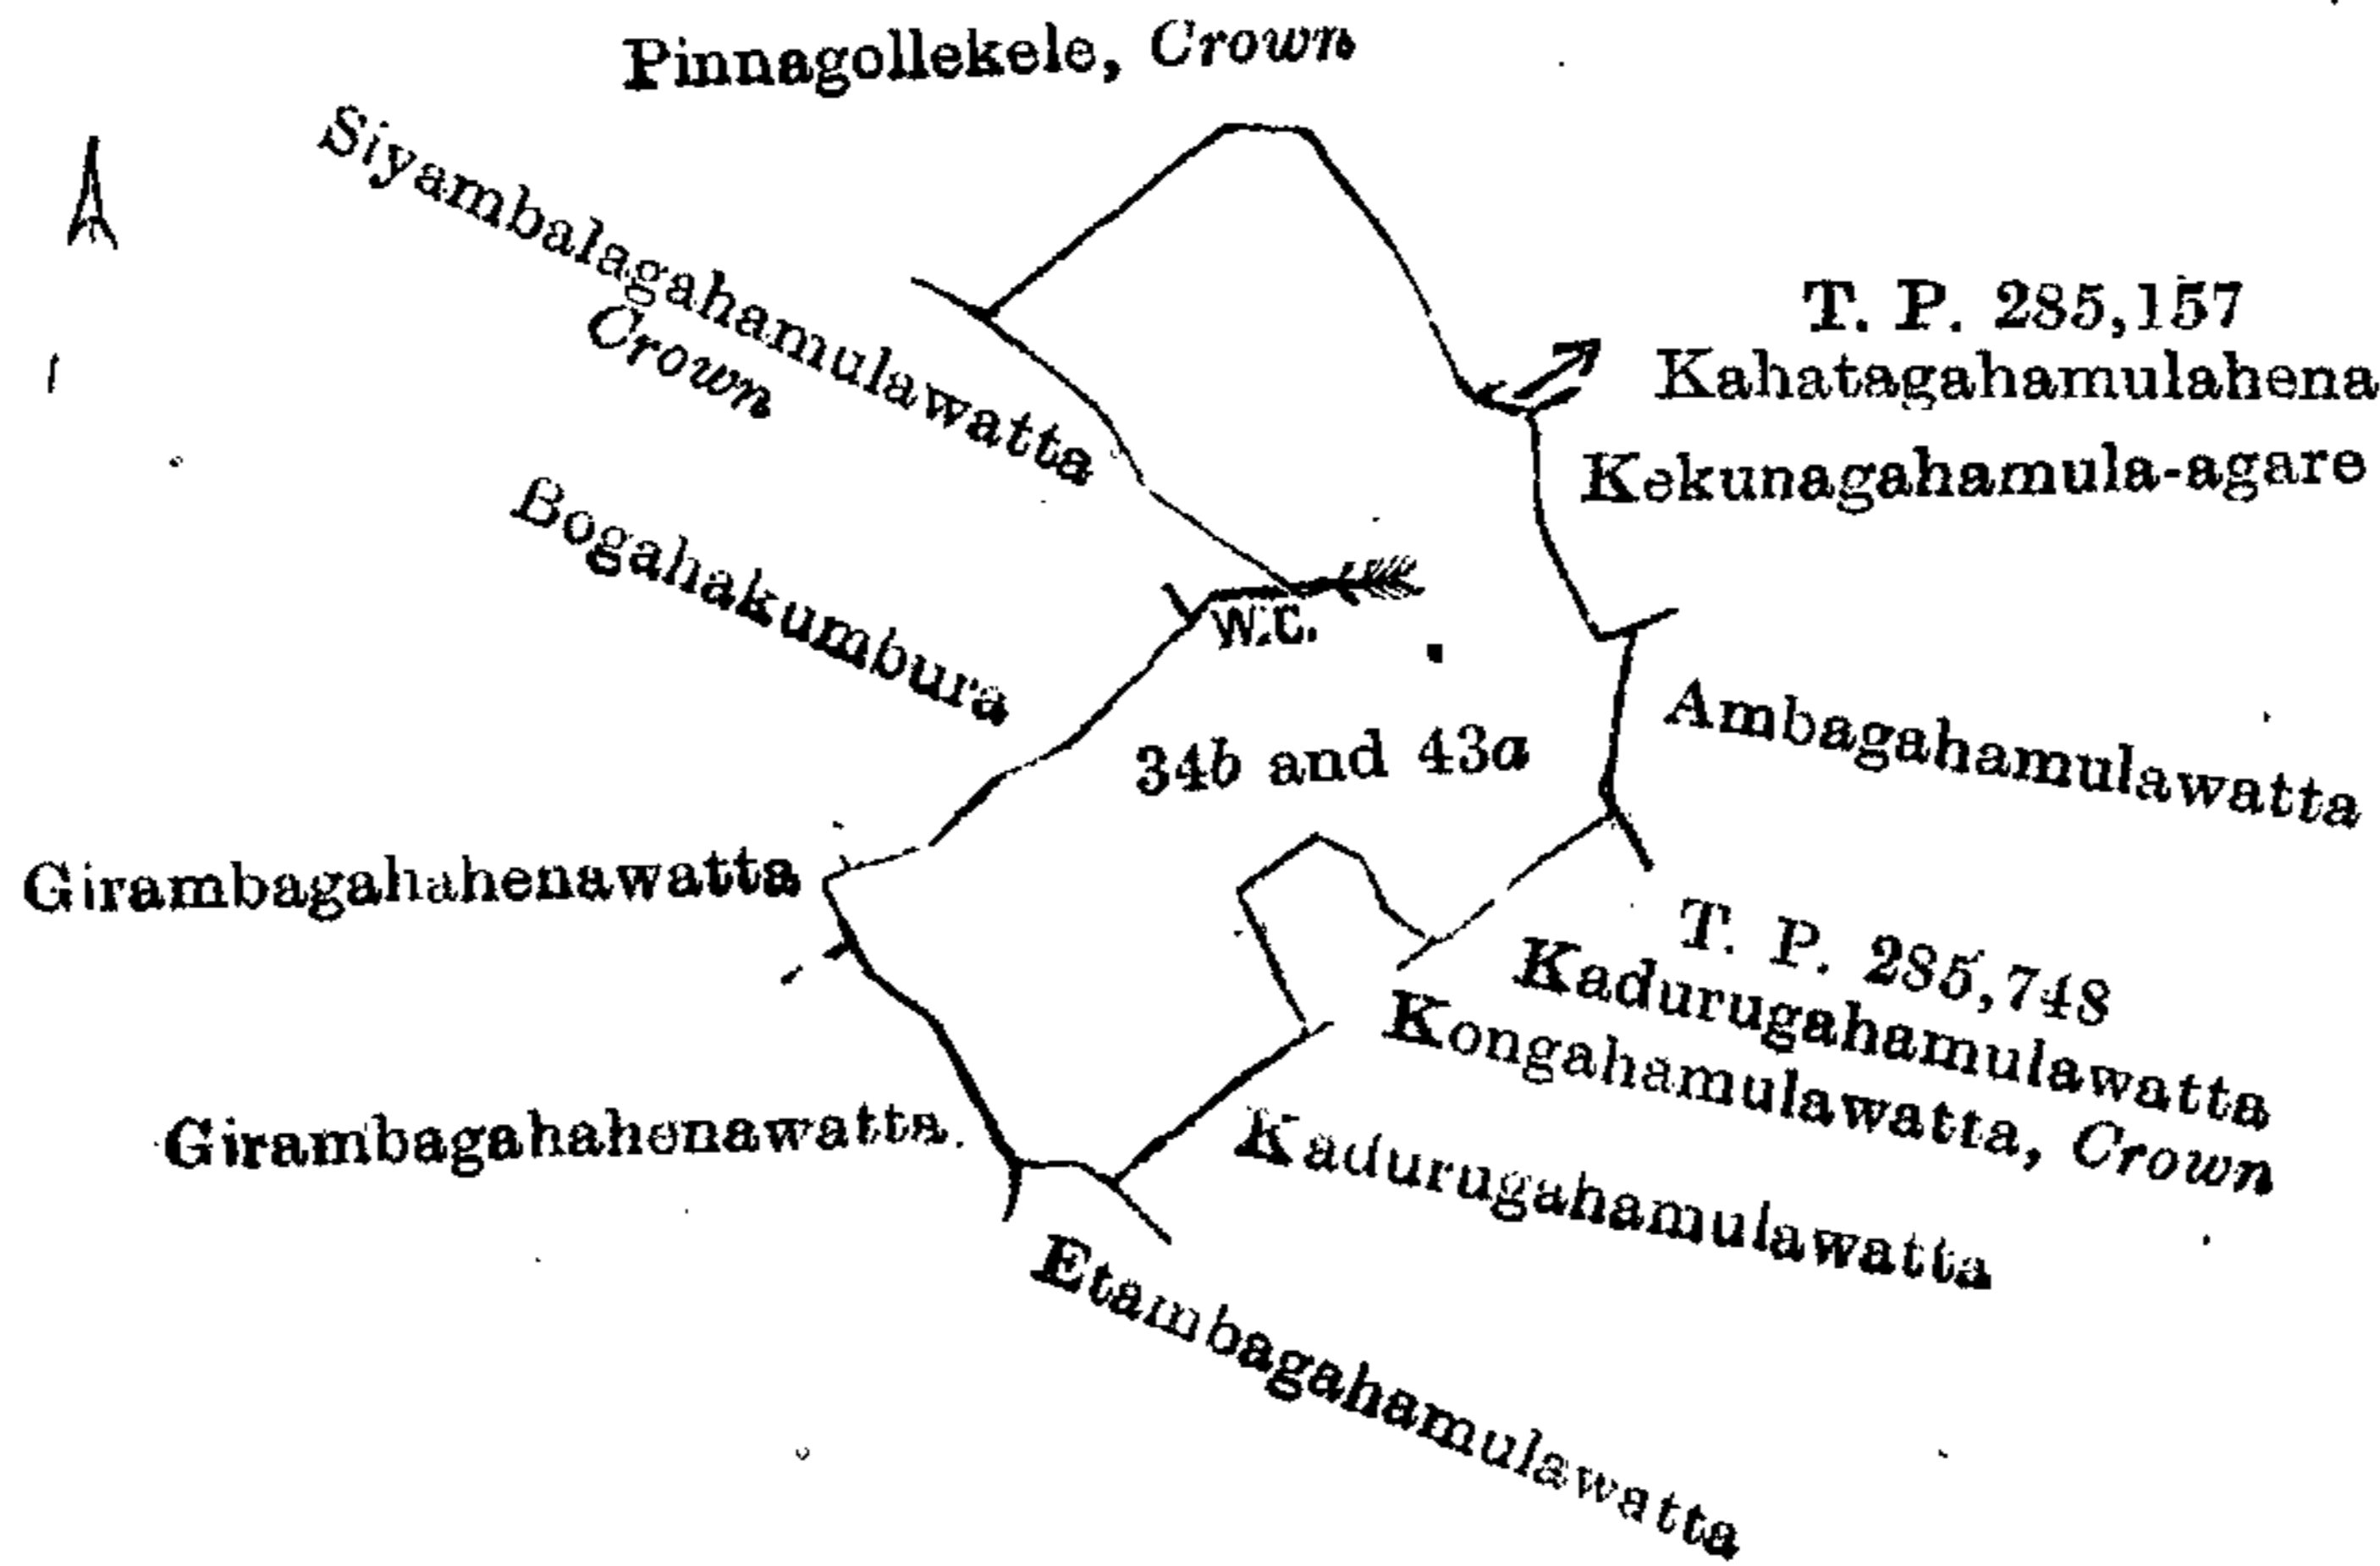 Pinnagollekele, Crown
Siyambalagahamulawatta
Crown
T. P. 285,157
Kahatagahamulahena
Kekunagahamula-agare
Bogahakumbura
W.C.
34b and 43a
Ambagahamulawatta
Girambagahahenawatta
T. P. 285,748
Kadurugahamulawatta
Kongahamulawatta, Crown
Girambagahahenawatta.
Kadurugahamulawatta
Etambagahamulawatta